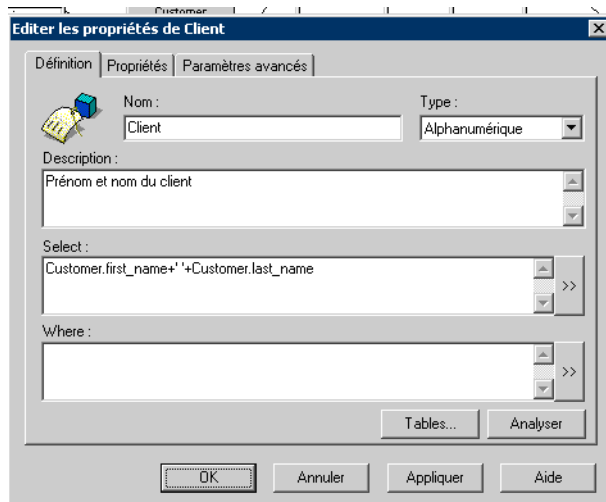 Customer
Editer les propriétés de Client
Définition
Propriétés
Paramètres avancés
Nom :
Type :
Client
Alphanumérique
Description :
Prénom et nom du client
Select :
Customer.first_name+' '+Customer.last_name
>>
Where :
>>
Tables...
Analyser
OK
Annuler
Appliquer
Aide